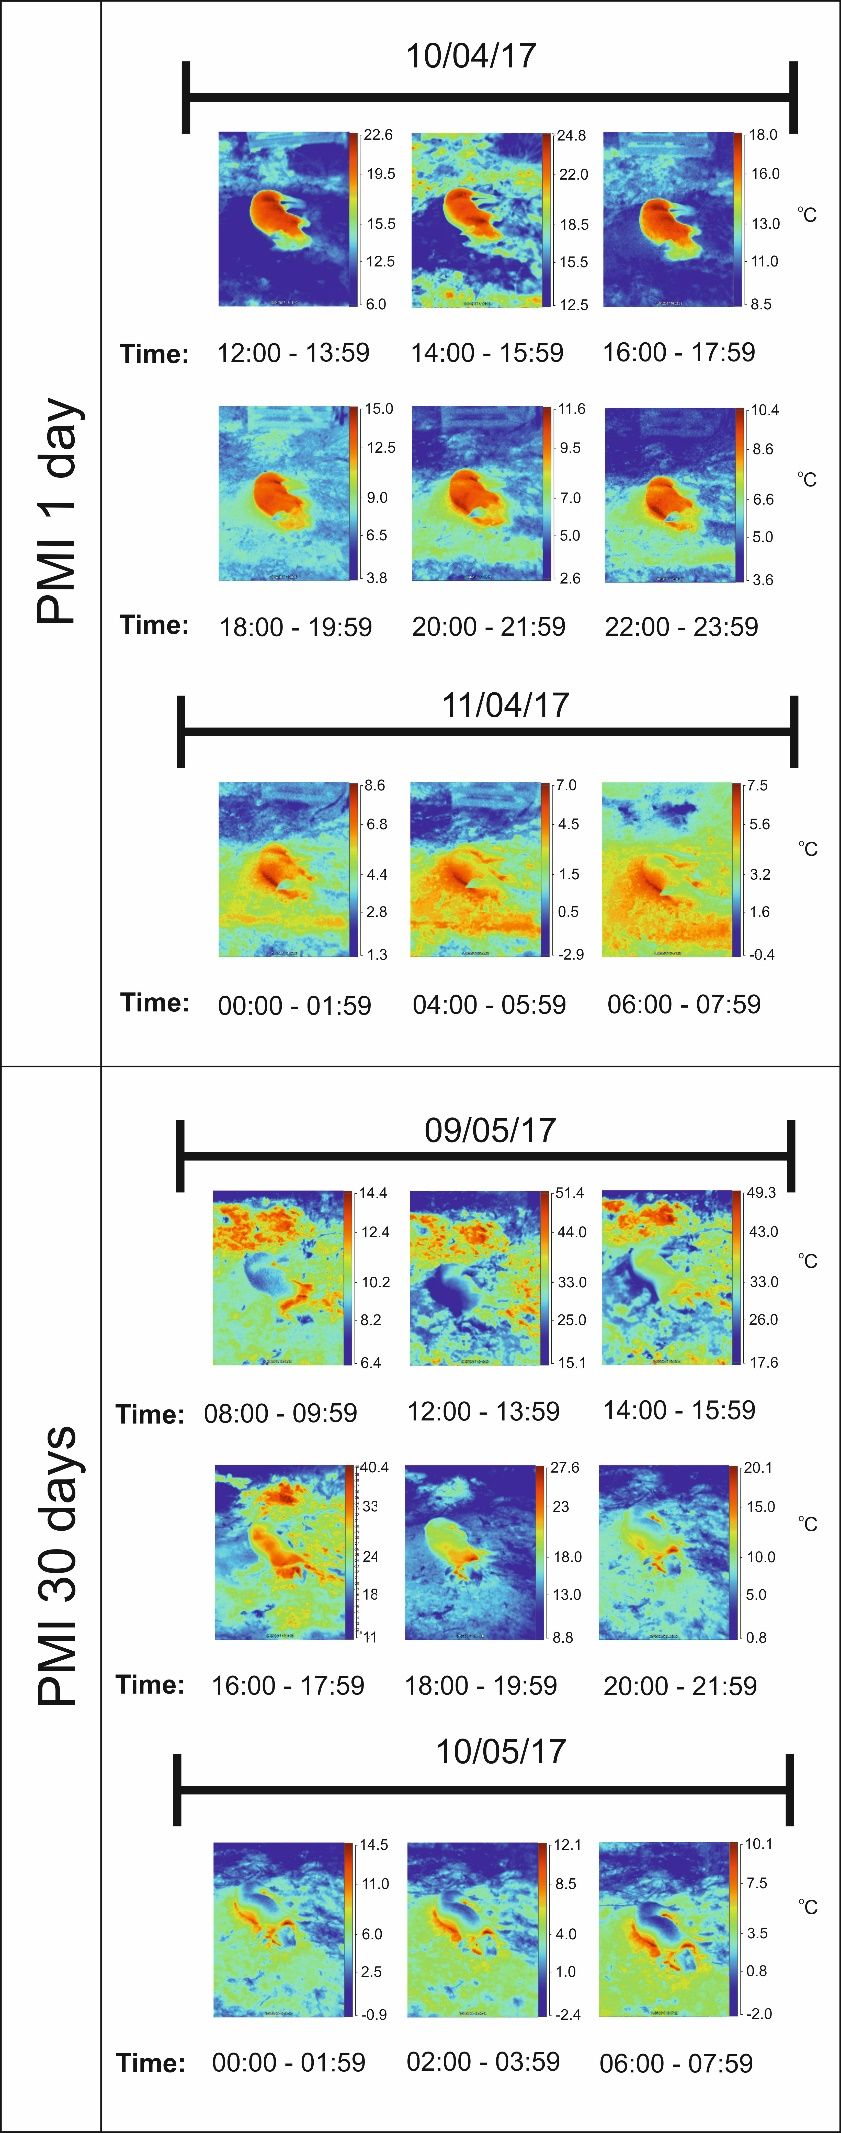 PMI 1 day
10/04/17
22.6 19.5 15.5 12.5 6.0
24.8 22.0 18.5 15.5 12.5
18.0 16.0 13.0 11.0 8.5
°C
Time: 12:00 - 13:59 14:00 - 15:59 16:00 - 17:59
15.0 12.5 9.0 6.5 3.8
11.6 9.5 7.0 5.0 2.6
10.4 8.6 6.6 5.0 3.6
°C
Time: 18:00 - 19:59 20:00 - 21:59 22:00 - 23:59
11/04/17
8.6 6.8 4.4 2.8 1.3
7.0 4.5 1.5 0.5 -2.9
7.5 5.6 3.2 1.6 -0.4
°C
Time: 00:00 - 01:59 04:00 - 05:59 06:00 - 07:59
PMI 30 days
09/05/17
14.4 12.4 10.2 8.2 6.4
51.4 44.0 33.0 25.0 15.1
49.3 43.0 33.0 26.0 17.6
°C
Time: 08:00 - 09:59 12:00 - 13:59 14:00 - 15:59
40.4 33 24 18 11
27.6 23 18.0 13.0 8.8
20.1 15.0 10.0 5.0 0.8
°C
Time: 16:00 - 17:59 18:00 - 19:59 20:00 - 21:59
10/05/17
14.5 11.0 6.0 2.5 -0.9
12.1 8.5 4.0 1.0 -2.4
10.1 7.5 3.5 0.8 -2.0
°C
Time: 00:00 - 01:59 02:00 - 03:59 06:00 - 07:59